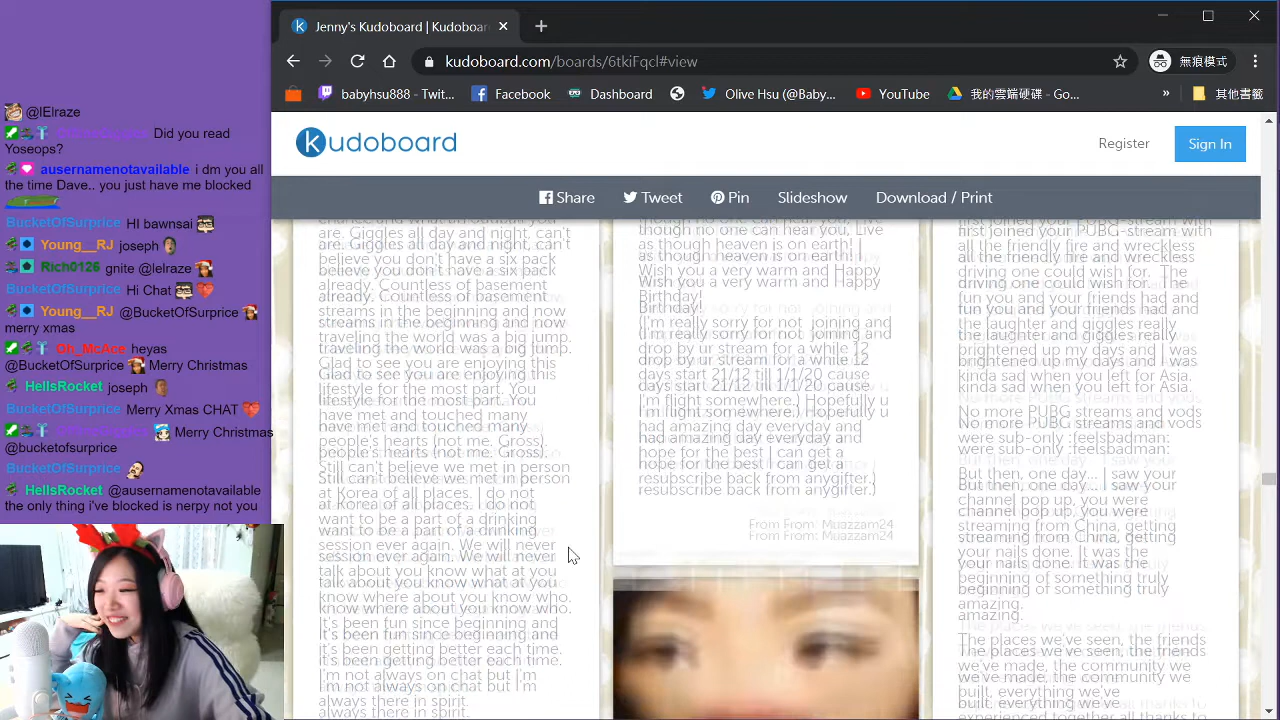 @lElraze
Did you read
Yoseops?
ausernamenotavailable i dm you all
the time Dave.. you just have me blocked
BucketOfSurprice HI bawnsai
Young__RJ joseph
Rich0126 gnite @lelraze
BucketOfSurprice Hi Chat
Young__RJ @BucketOfSurprice
merry xmas
Oh_McAce heyas
@BucketOfSurprice Merry Christmas
HellsRocket joseph
BucketOfSurprice Merry Xmas CHAT
Merry Christmas
@bucketofsurprice
BucketOfSurprice
HellsRocket @ausernamenotavailable
the only thing i've blocked is nerpy not you
Jenny's Kudoboard | Kudoboar
kudoboard.com/boards/6tkiFqcl#view
無痕模式
babyhsu888 - Twit...
Facebook
Dashboard
Olive Hsu (@Baby...
YouTube
我的雲端硬碟 - Go...
»
其他書籤
kudoboard
Register
Sign In
Share
Tweet
Pin
Slideshow
Download / Print
are. Giggles all day and night, can't
believe you don't have a six pack
already. Countless of basement
streams in the beginning and now
traveling the world was a big jump.
Glad to see you are enjoying this
lifestyle for the most part. You
have met and touched many
people's hearts (not me. Gross).
Still can't believe we met in person
at Korea of all places. I do not
want to be a part of a drinking
session ever again. We will never
talk about you know what at you
know where about you know who.
It's been fun since beginning and
it's been getting better each time.
I'm not always on chat but I'm
always there in spirit.
though no one can hear you, Live
as though heaven is on earth! I
Wish you a very warm and Happy
Birthday!
(I'm really sorry for not joining and
drop by ur stream for a while 12
days start 21/12 till 1/1/20 cause
I'm flight somewhere.) Hopefully u
had amazing day everyday and
hope for the best I can get a
resubscribe back from anygifter.)
From From: Muazzam24
first joined your PUBG-stream with
all the friendly fire and wreckless
driving one could wish for. The
fun you and your friends had and
the laughter and giggles really
brightened up my days and I was
kinda sad when you left for Asia.
No more PUBG streams and vods
were sub-only :feelsbadman:
But then, one day... I saw your
channel pop up, you were
streaming from China, getting
your nails done. It was the
beginning of something truly
amazing.
The places we've seen, the friends
we've made, the community we
built, everything we've
experienced together all thanks to